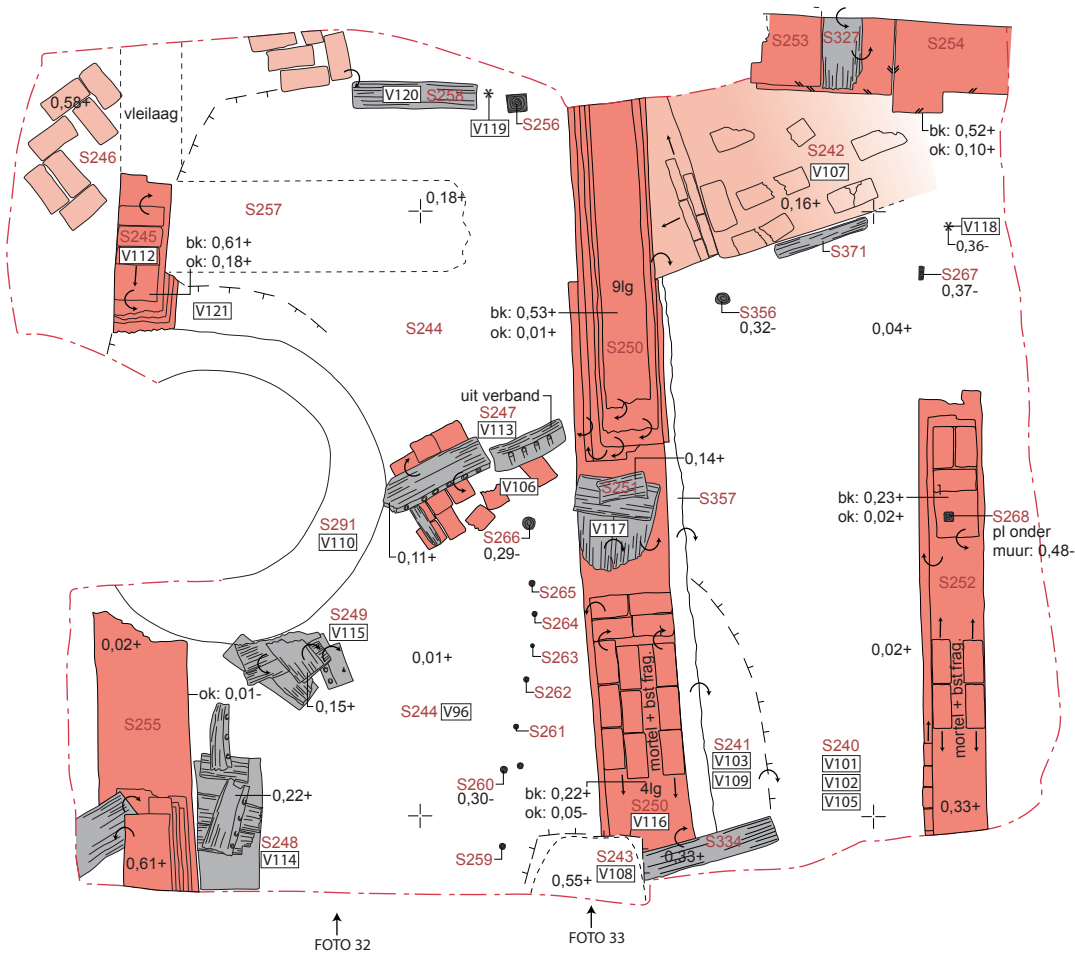 S253
S327
S254
0,58+
vleilaag
V120
S258
V119
S256
bk: 0,52+
ok: 0,10+
S246
S242
V107
S257
0,18+
0,16+
S245
V112
bk: 0,61+
ok: 0,18+
V118
0,36-
S371
S267
0,37-
V121
9lg
S356
0,32-
bk: 0,53+
ok: 0,01+
S244
S250
0,04+
uit verband
S247
V113
0,14+
S251
S357
V106
bk: 0,23+
ok: 0,02+
S268
pl onder
muur: 0,48-
S291
V110
V117
S266
0,29-
0,11+
S252
S265
S249
V115
S264
0,02+
0,01+
S263
0,02+
ok: 0,01-
S262
0,15+
mortel + bst frag.
mortel + bst frag.
S244
V96
S255
S261
S241
V103
V109
S240
V101
V102
V105
S260
0,30-
bk: 0,22+
ok: 0,05-
4lg
S250
V116
0,22+
0,33+
S334
0,33+
S248
V114
0,61+
S259
S243
V108
0,55+
FOTO 32
FOTO 33